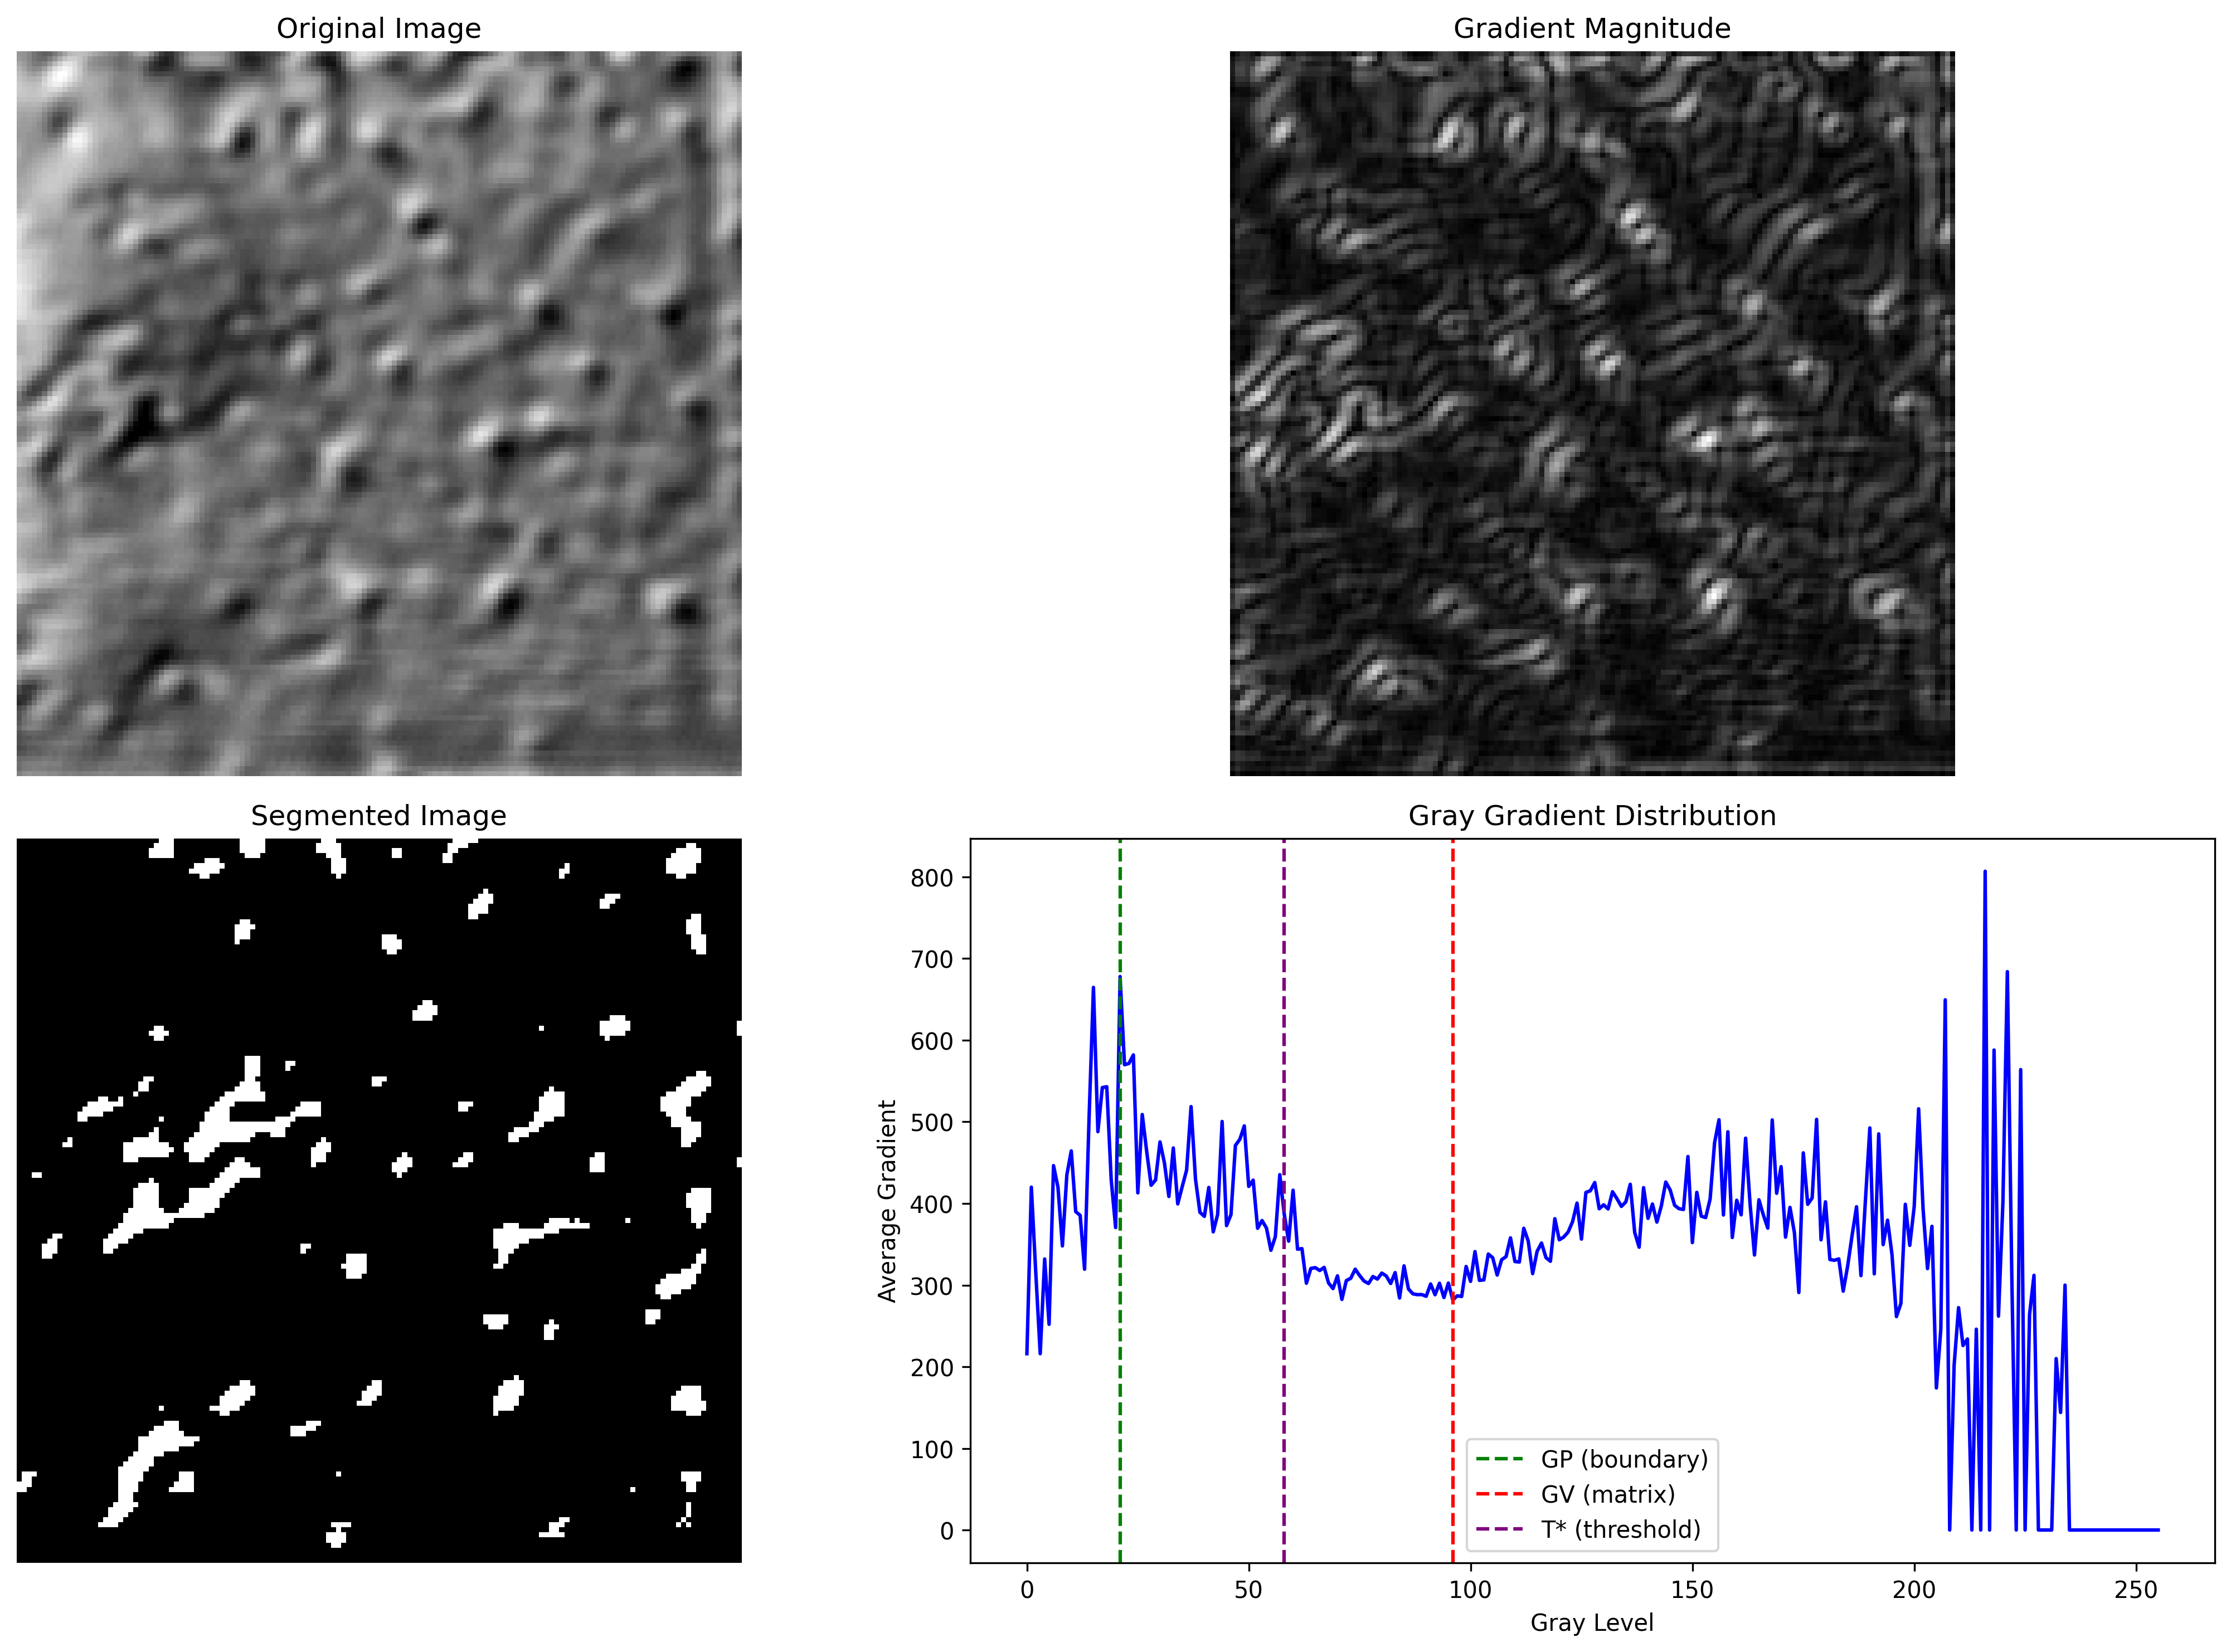 Original Image
Gradient Magnitude
Segmented Image
Gray Gradient Distribution
800
700
600
500
400
300
200
100
0
Average Gradient
GP (boundary)
GV (matrix)
T* (threshold)
0 50 100 150 200 250
Gray Level